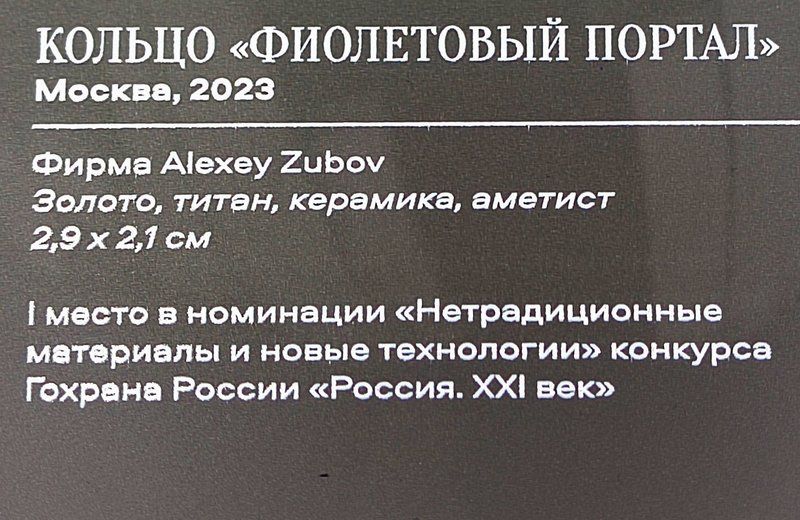 КОЛЬЦО «ФИОЛЕТОВЫЙ ПОРТАЛ»
Москва, 2023
Фирма Alexey Zubov
Золото, титан, керамика, аметист
2,9 x 2,1 см
I место в номинации «Нетрадиционные
материалы и новые технологии» конкурса
Гохрана России «Россия. XXI век»